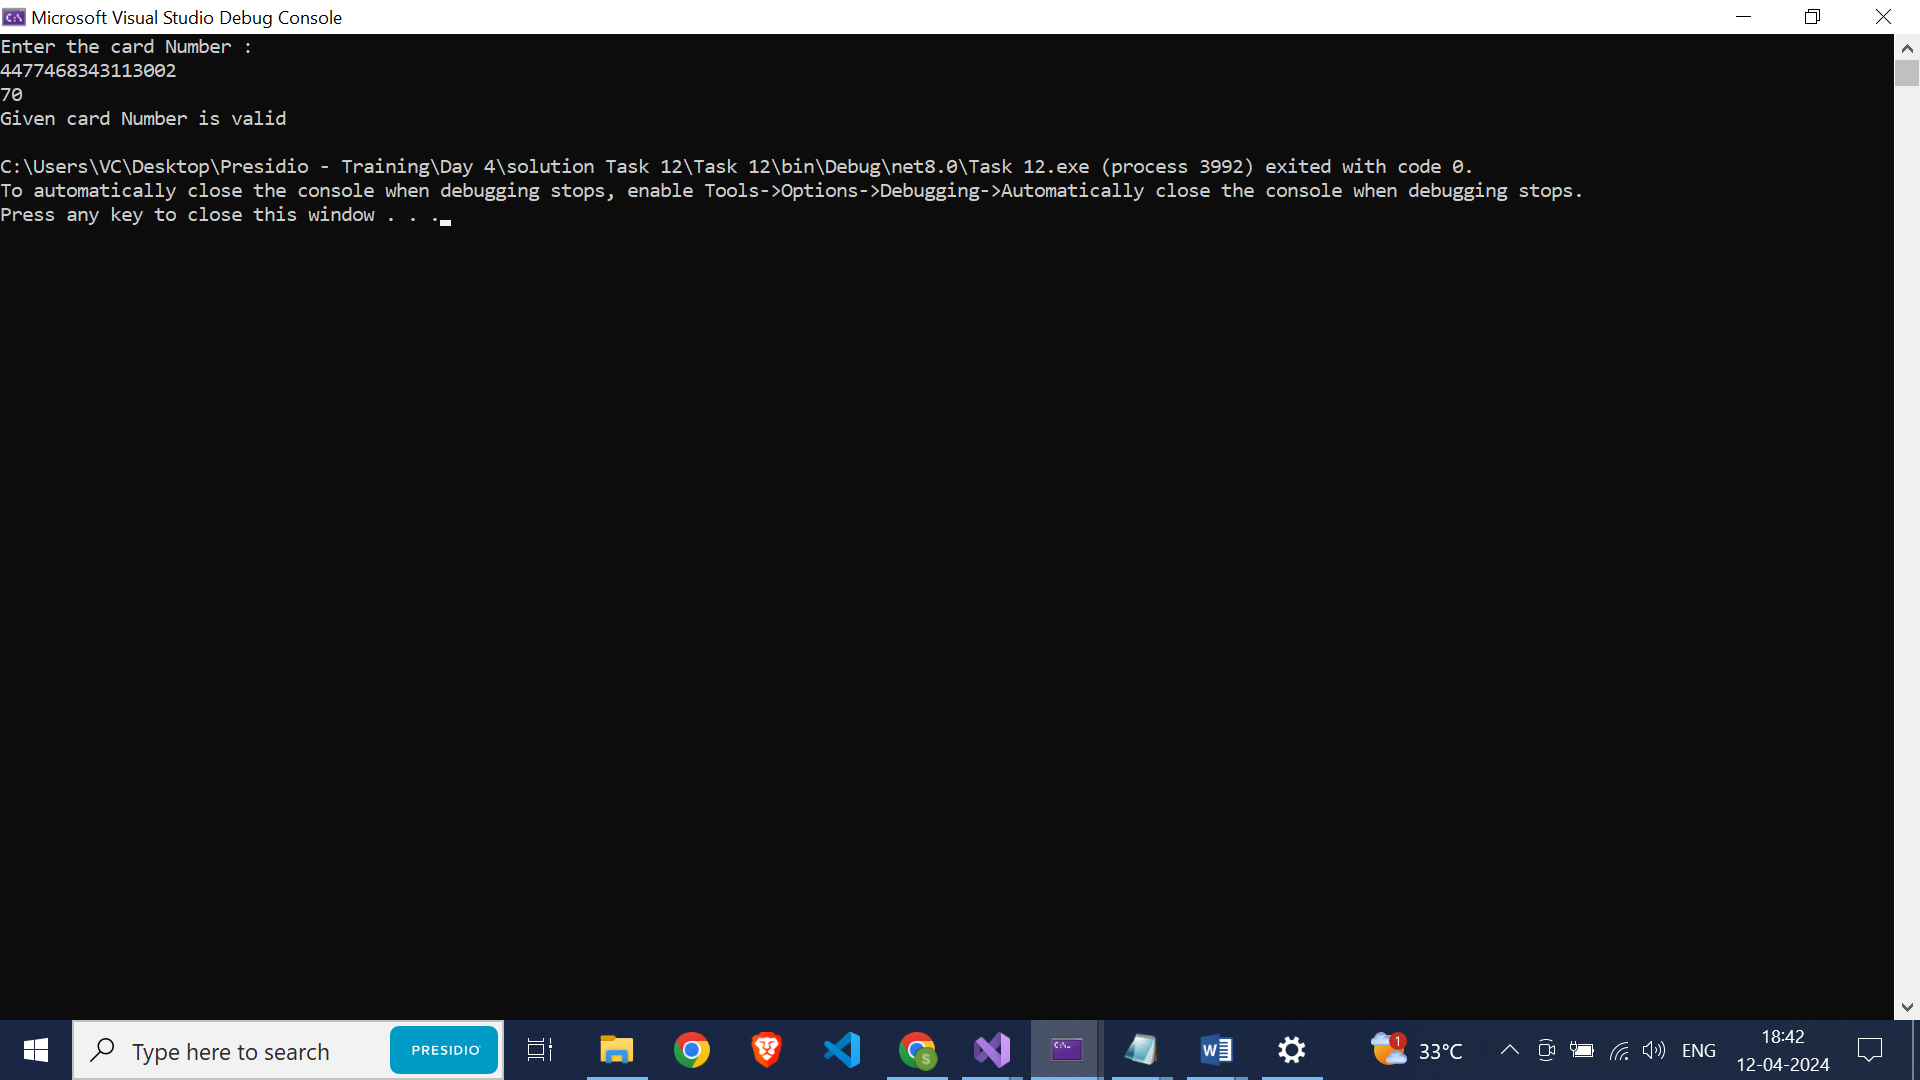 Microsoft Visual Studio Debug Console
Enter the card Number :
4477468343113002
70
Given card Number is valid
C:\Users\VC\Desktop\Presidio - Training\Day 4\solution Task 12\Task 12\bin\Debug\net8.0\Task 12.exe (process 3992) exited with code 0.
To automatically close the console when debugging stops, enable Tools->Options->Debugging->Automatically close the console when debugging stops.
Press any key to close this window . . .
Type here to search
PRESIDIO
S
C:\_
1
33°C
ENG
18:42
12-04-2024